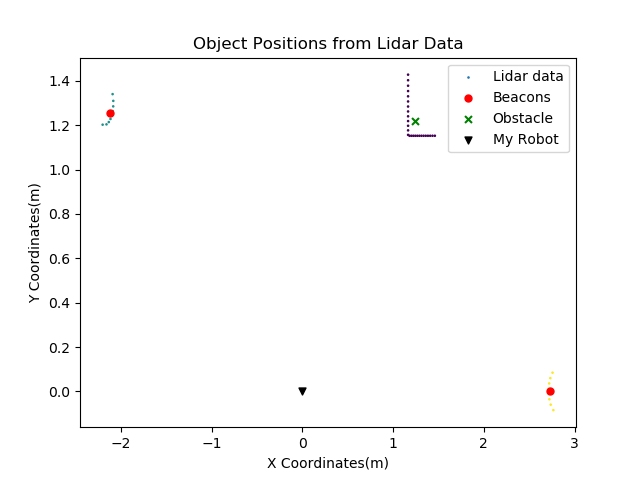 Object Positions from Lidar Data
Lidar data
Beacons
Obstacle
My Robot
Y Coordinates(m)
1.4
1.2
1.0
0.8
0.6
0.4
0.2
0.0
−2
−1
0
1
2
3
X Coordinates(m)